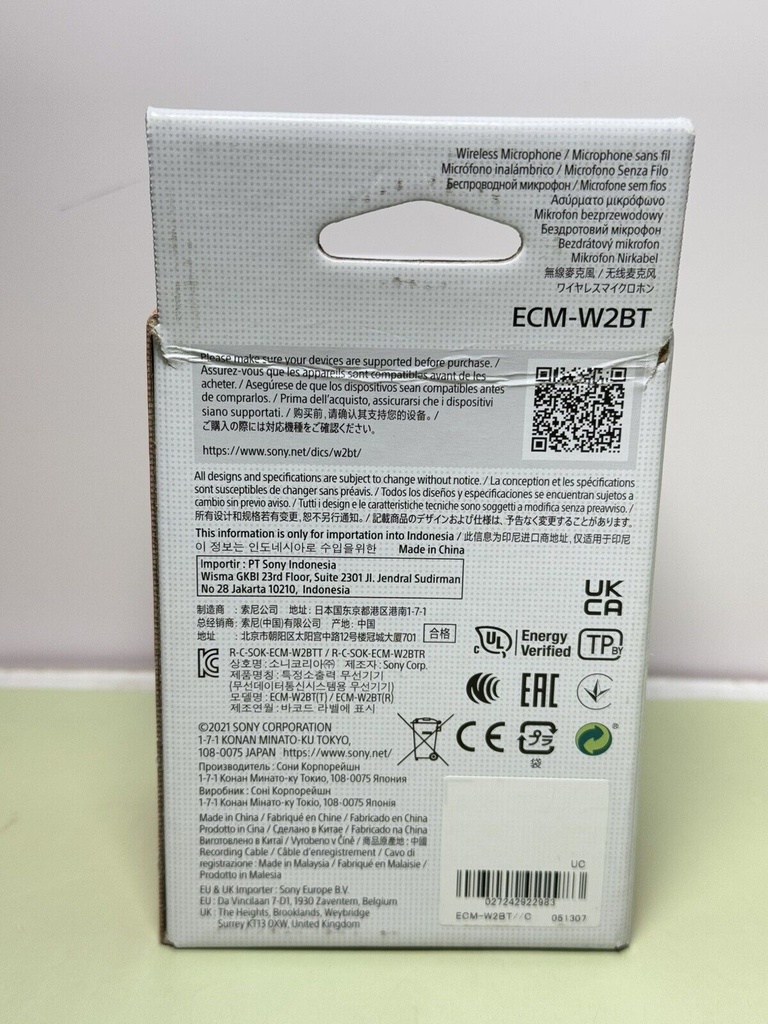 Wireless Microphone / Microphone sans fil
Micrófono inalámbrico / Microfono Senza Filo
Беспроводной микрофон / Microfone sem fios
Ασύρματο μικρόφωνο
Mikrofon bezprzewodowy
Бездротовий мікрофон
Bezdrátový mikrofon
Mikrofon Nirkabel
無線麥克風 / 无线麦克风
ワイヤレスマイクロホン
ECM-W2BT
Please make sure your devices are supported before purchase. /
Assurez-vous que les appareils sont compatibles avant de les
acheter. / Asegúrese de que los dispositivos sean compatibles antes
de comprarlos. / Prima dell'acquisto, assicurarsi che i dispositivi
siano supportati. / 购买前,请确认其支持您的设备。 /
ご購入の際には対応機種をご確認ください。
https://www.sony.net/dics/w2bt/
All designs and specifications are subject to change without notice. / La conception et les spécifications
sont susceptibles de changer sans préavis. / Todos los diseños y especificaciones se encuentran sujetos a
cambio sin previo aviso. / Tutti i design e le caratteristiche tecniche sono soggetti a modifica senza preavviso. /
所有设计和规格若有变更,恕不另行通知。 / 記載商品のデザインおよび仕様は、予告なく変更することがあります。
This information is only for importation into Indonesia / 此信息为印尼进口商地址,仅适用于印尼
이 정보는 인도네시아로 수입을위한 Made in China
Importir : PT Sony Indonesia
Wisma GKBI 23rd Floor, Suite 2301 Jl. Jendral Sudirman
No 28 Jakarta 10210, Indonesia
UK
CA
制造商 : 索尼公司 地址: 日本国东京都港区港南1-7-1
总经销商: 索尼(中国)有限公司 产地: 中国
地址 : 北京市朝阳区太阳宫中路12号楼冠城大厦701 合格
c UL Energy
Verified
TP BY
R-C-SOK-ECM-W2BTT / R-C-SOK-ECM-W2BTR
상호명 : 소니코리아㈜ 제조자 : Sony Corp.
제품명칭 : 특정소출력 무선기기
(무선데이터통신시스템용 무선기기)
모델명 : ECM-W2BT(T) / ECM-W2BT(R)
제조연월 : 바코드 라벨에 표시
EAC
©2021 SONY CORPORATION
1-7-1 KONAN MINATO-KU TOKYO,
108-0075 JAPAN https://www.sony.net/
CE
プラ
袋
®
Производитель : Сони Корпорейшн
1-7-1 Конан Минато-ку Токио, 108-0075 Япония
Виробник : Соні Корпорейшн
1-7-1 Конан Мінато-ку Токіо, 108-0075 Японія
Made in China / Fabriqué en Chine / Fabricado en China
Prodotto in Cina / Сделано в Китае / Fabricado na China
Виготовлено в Китаї / Vyrobeno v Číně / 商品原產地: 中國
Recording Cable / Câble d'enregistrement / Cavo di
registrazione : Made in Malaysia / Fabriqué en Malaisie /
Prodotto in Malesia
EU & UK Importer : Sony Europe B.V.
EU : Da Vincilaan 7-D1, 1930 Zaventem, Belgium
UK : The Heights, Brooklands, Weybridge
Surrey KT13 0XW, United Kingdom
UC
027242922983
ECM-W2BT//C 051307